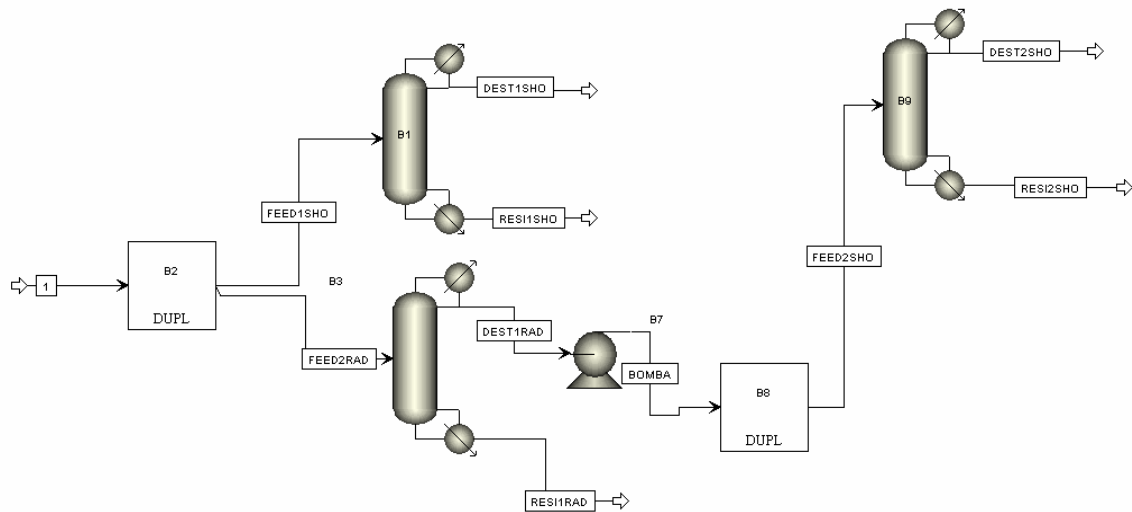 DEST1SHO
B1
RESI1SHO
FEED1SHO
1
B2
DUPL
B3
FEED2RAD
DEST1RAD
RESI1RAD
B7
BOMBA
B8
DUPL
FEED2SHO
B9
DEST2SHO
RESI2SHO